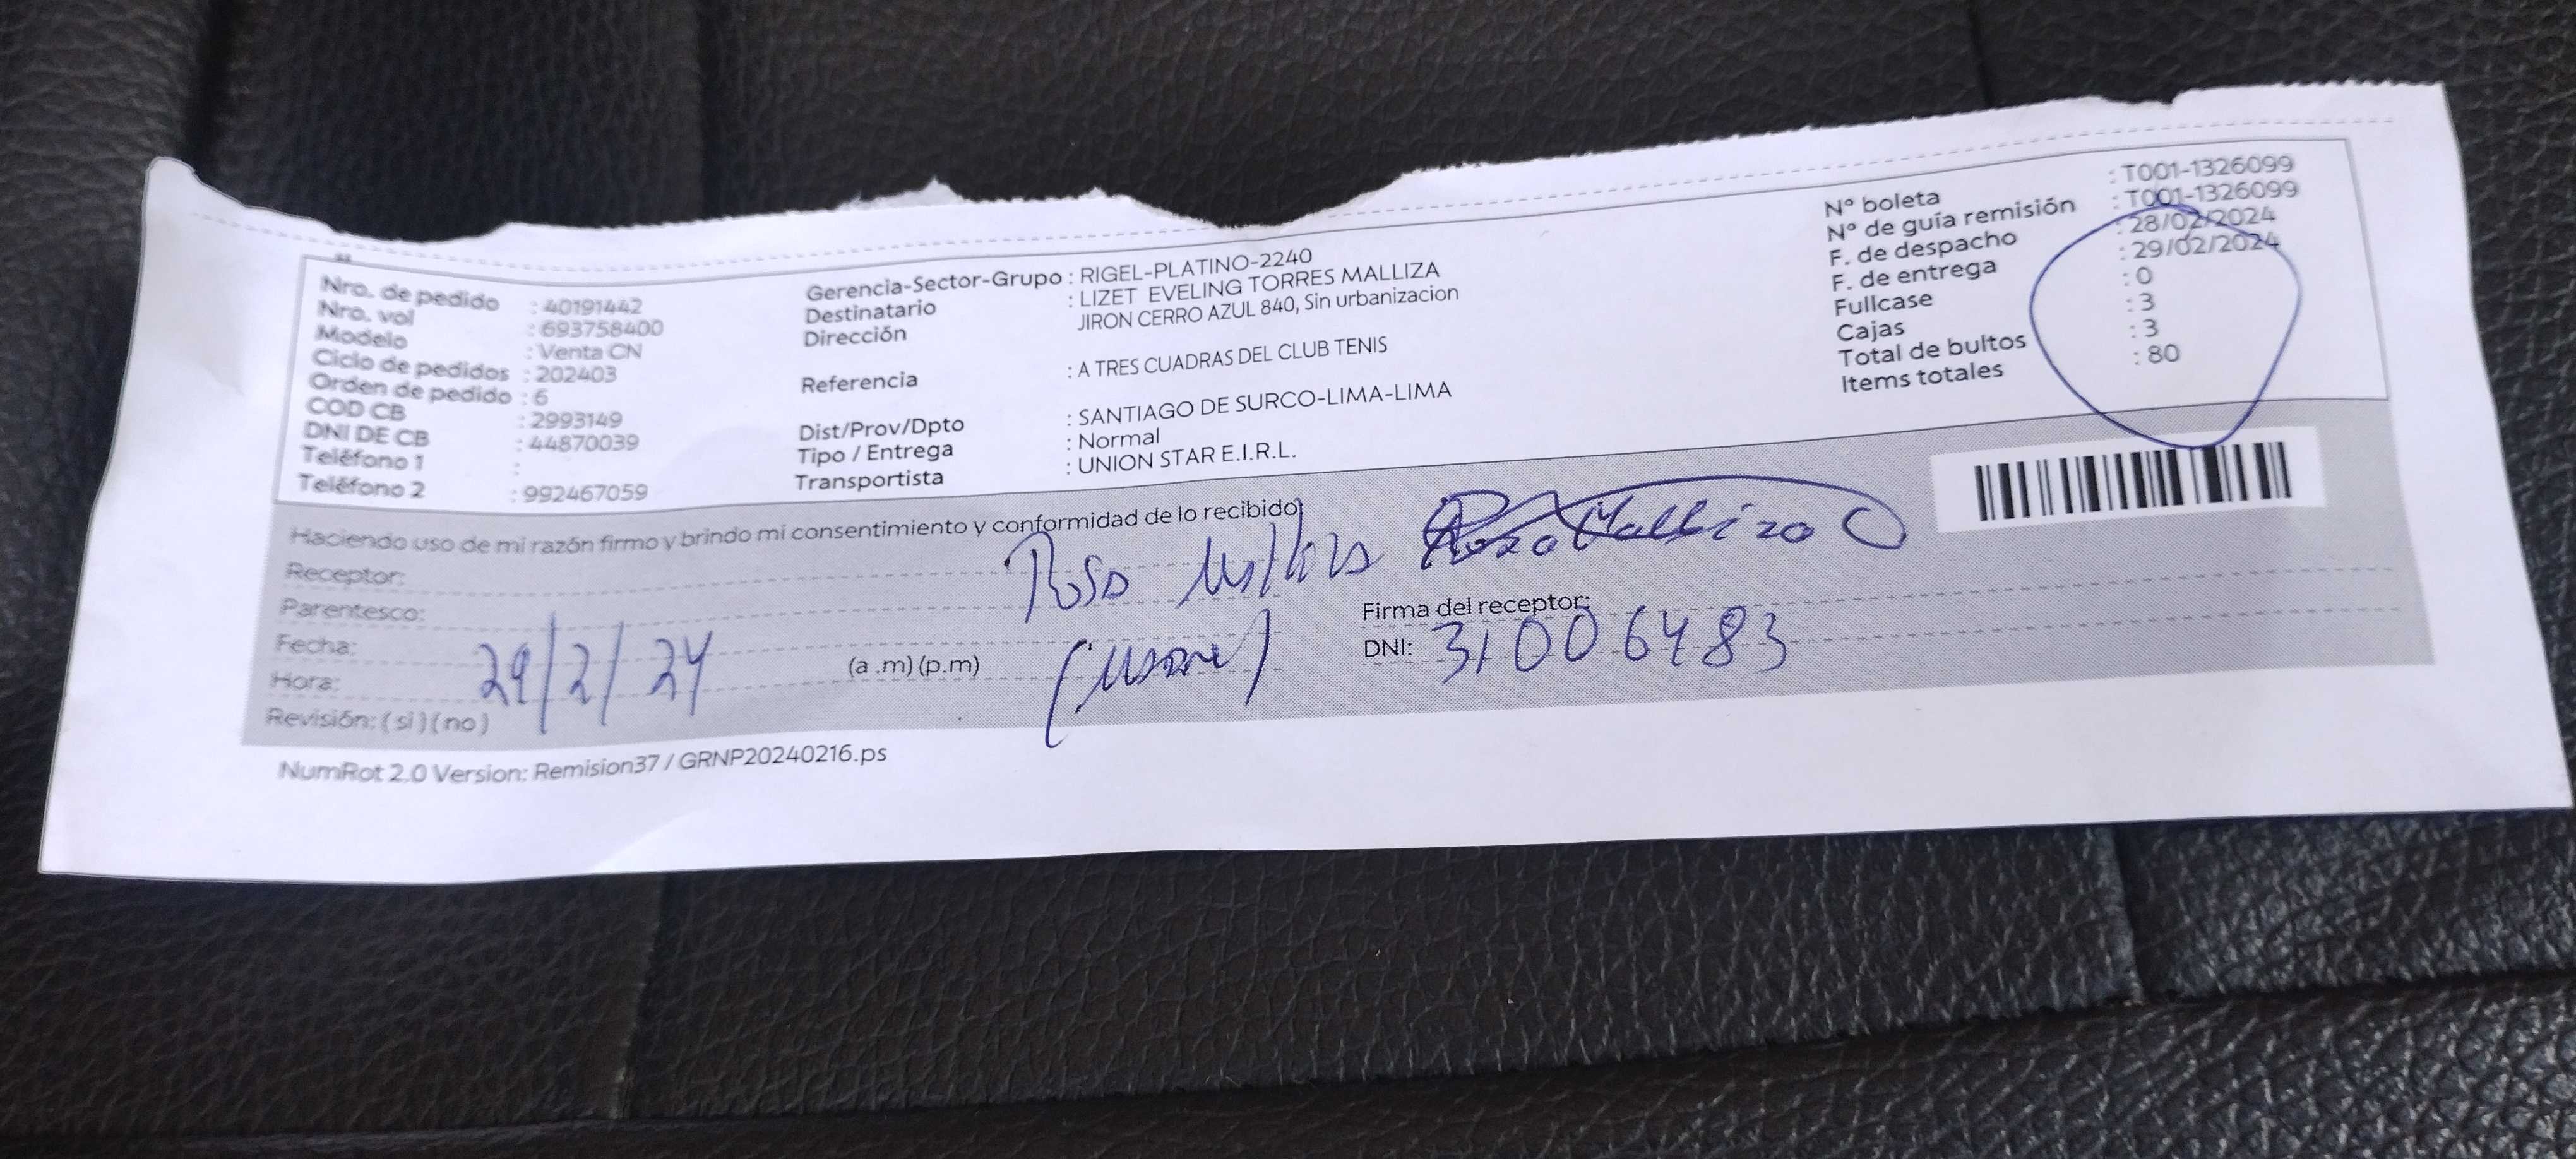 Nro. de pedido : 40191442
Nro. vol : 693758400
Modelo : Venta CN
Ciclo de pedidos : 202403
Orden de pedido : 6
COD CB : 2993149
DNI DE CB : 44870039
Teléfono 1 :
Teléfono 2 : 992467059
Gerencia-Sector-Grupo : RIGEL-PLATINO-2240
Destinatario : LIZET EVELING TORRES MALLIZA
Dirección JIRON CERRO AZUL 840, Sin urbanizacion
Referencia : A TRES CUADRAS DEL CLUB TENIS
Dist/Prov/Dpto : SANTIAGO DE SURCO-LIMA-LIMA
Tipo / Entrega : Normal
Transportista : UNION STAR E.I.R.L.
Nº boleta : T001-1326099
Nº de guía remisión : T001-1326099
F. de despacho : 28/02/2024
F. de entrega : 29/02/2024
Fullcase : 0
Cajas : 3
Total de bultos : 3
Items totales : 80
Haciendo uso de mi razón firmo y brindo mi consentimiento y conformidad de lo recibido
Receptor: Rosa
Parentesco:
Fecha: 29/2/24
Hora: (a .m) (p.m)
Revisión: ( si ) ( no )
Rosa Malliza
Firma del receptor:
DNI: 31006483
NumRot 2.0 Version: Remision37 / GRNP20240216.ps